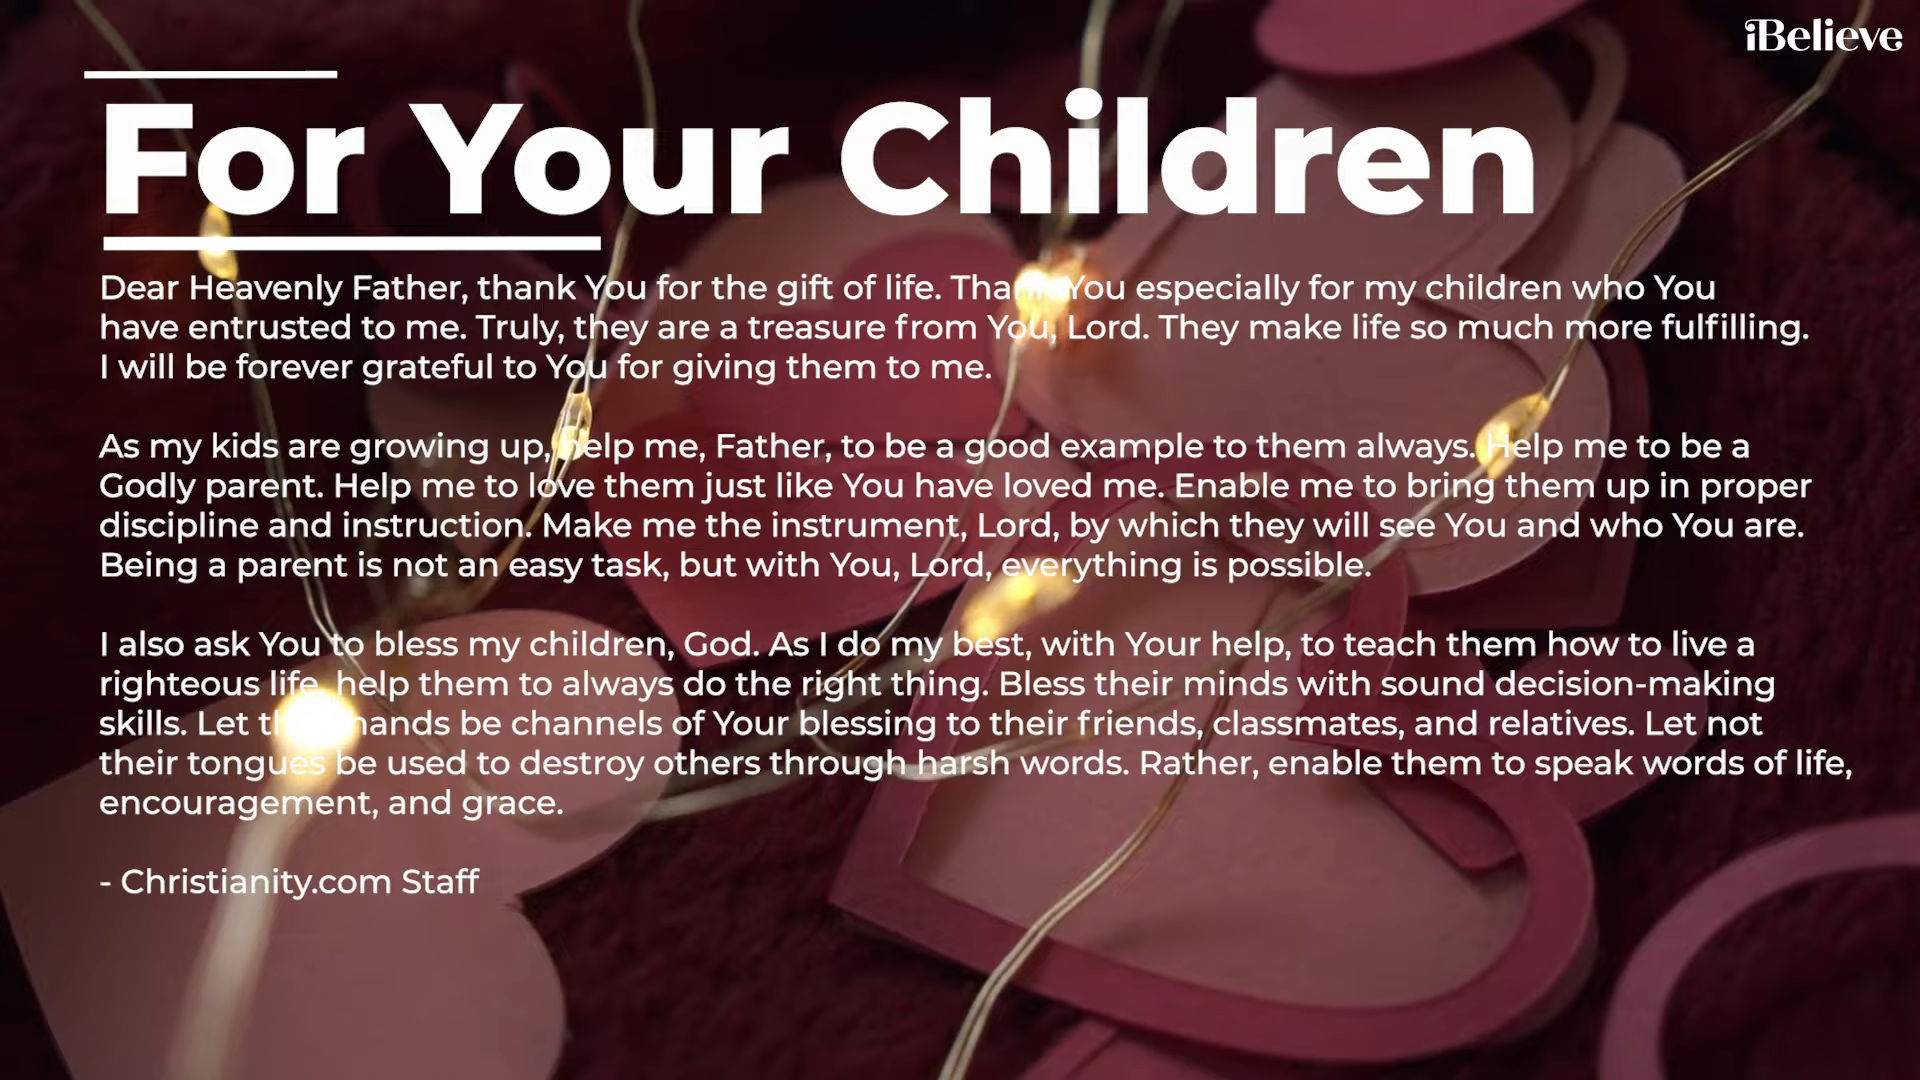 iBelieve
For Your Children
Dear Heavenly Father, thank You for the gift of life. Thank You especially for my children who You
have entrusted to me. Truly, they are a treasure from You, Lord. They make life so much more fulfilling.
I will be forever grateful to You for giving them to me.
As my kids are growing up, help me, Father, to be a good example to them always. Help me to be a
Godly parent. Help me to love them just like You have loved me. Enable me to bring them up in proper
discipline and instruction. Make me the instrument, Lord, by which they will see You and who You are.
Being a parent is not an easy task, but with You, Lord, everything is possible.
I also ask You to bless my children, God. As I do my best, with Your help, to teach them how to live a
righteous life, help them to always do the right thing. Bless their minds with sound decision-making
skills. Let their hands be channels of Your blessing to their friends, classmates, and relatives. Let not
their tongues be used to destroy others through harsh words. Rather, enable them to speak words of life,
encouragement, and grace.
- Christianity.com Staff